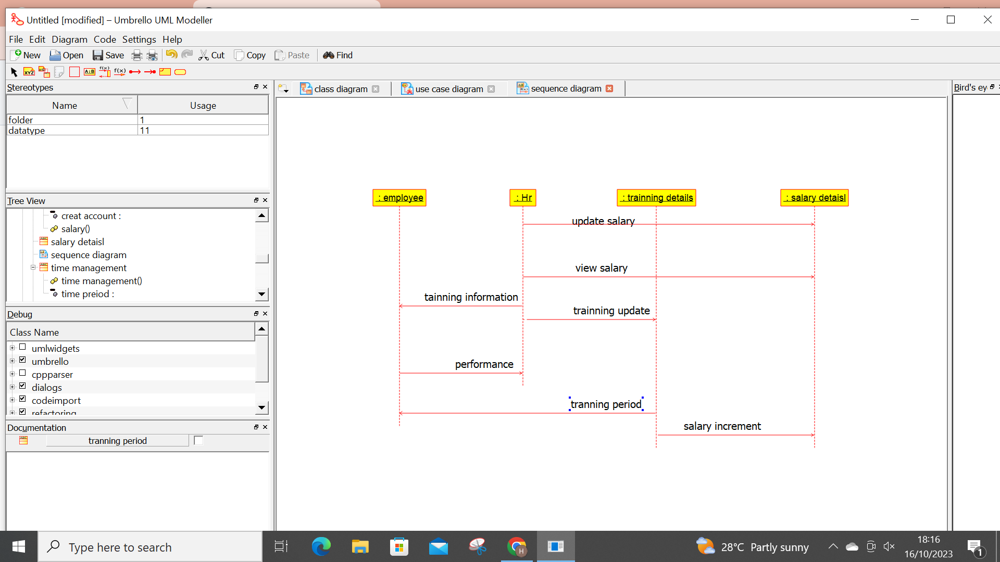 Untitled [modified] – Umbrello UML Modeller
File Edit Diagram Code Settings Help
New Open Save Cut Copy Paste Find
XYZ XYZ A:B f(x) f(x)
Stereotypes
Name Usage
folder 1
datatype 11
Tree View
creat account :
salary()
salary detaisl
sequence diagram
time management
time management()
time preiod :
Debug
Class Name
umlwidgets
umbrello
cppparser
dialogs
codeimport
refactoring
Documentation
tranning period
class diagram use case diagram sequence diagram
Bird's ey
: employee : Hr : trainning details : salary detaisl
update salary
view salary
tainning information
trainning update
performance
tranning period
salary increment
Type here to search
H
28°C Partly sunny
18:16
16/10/2023
1